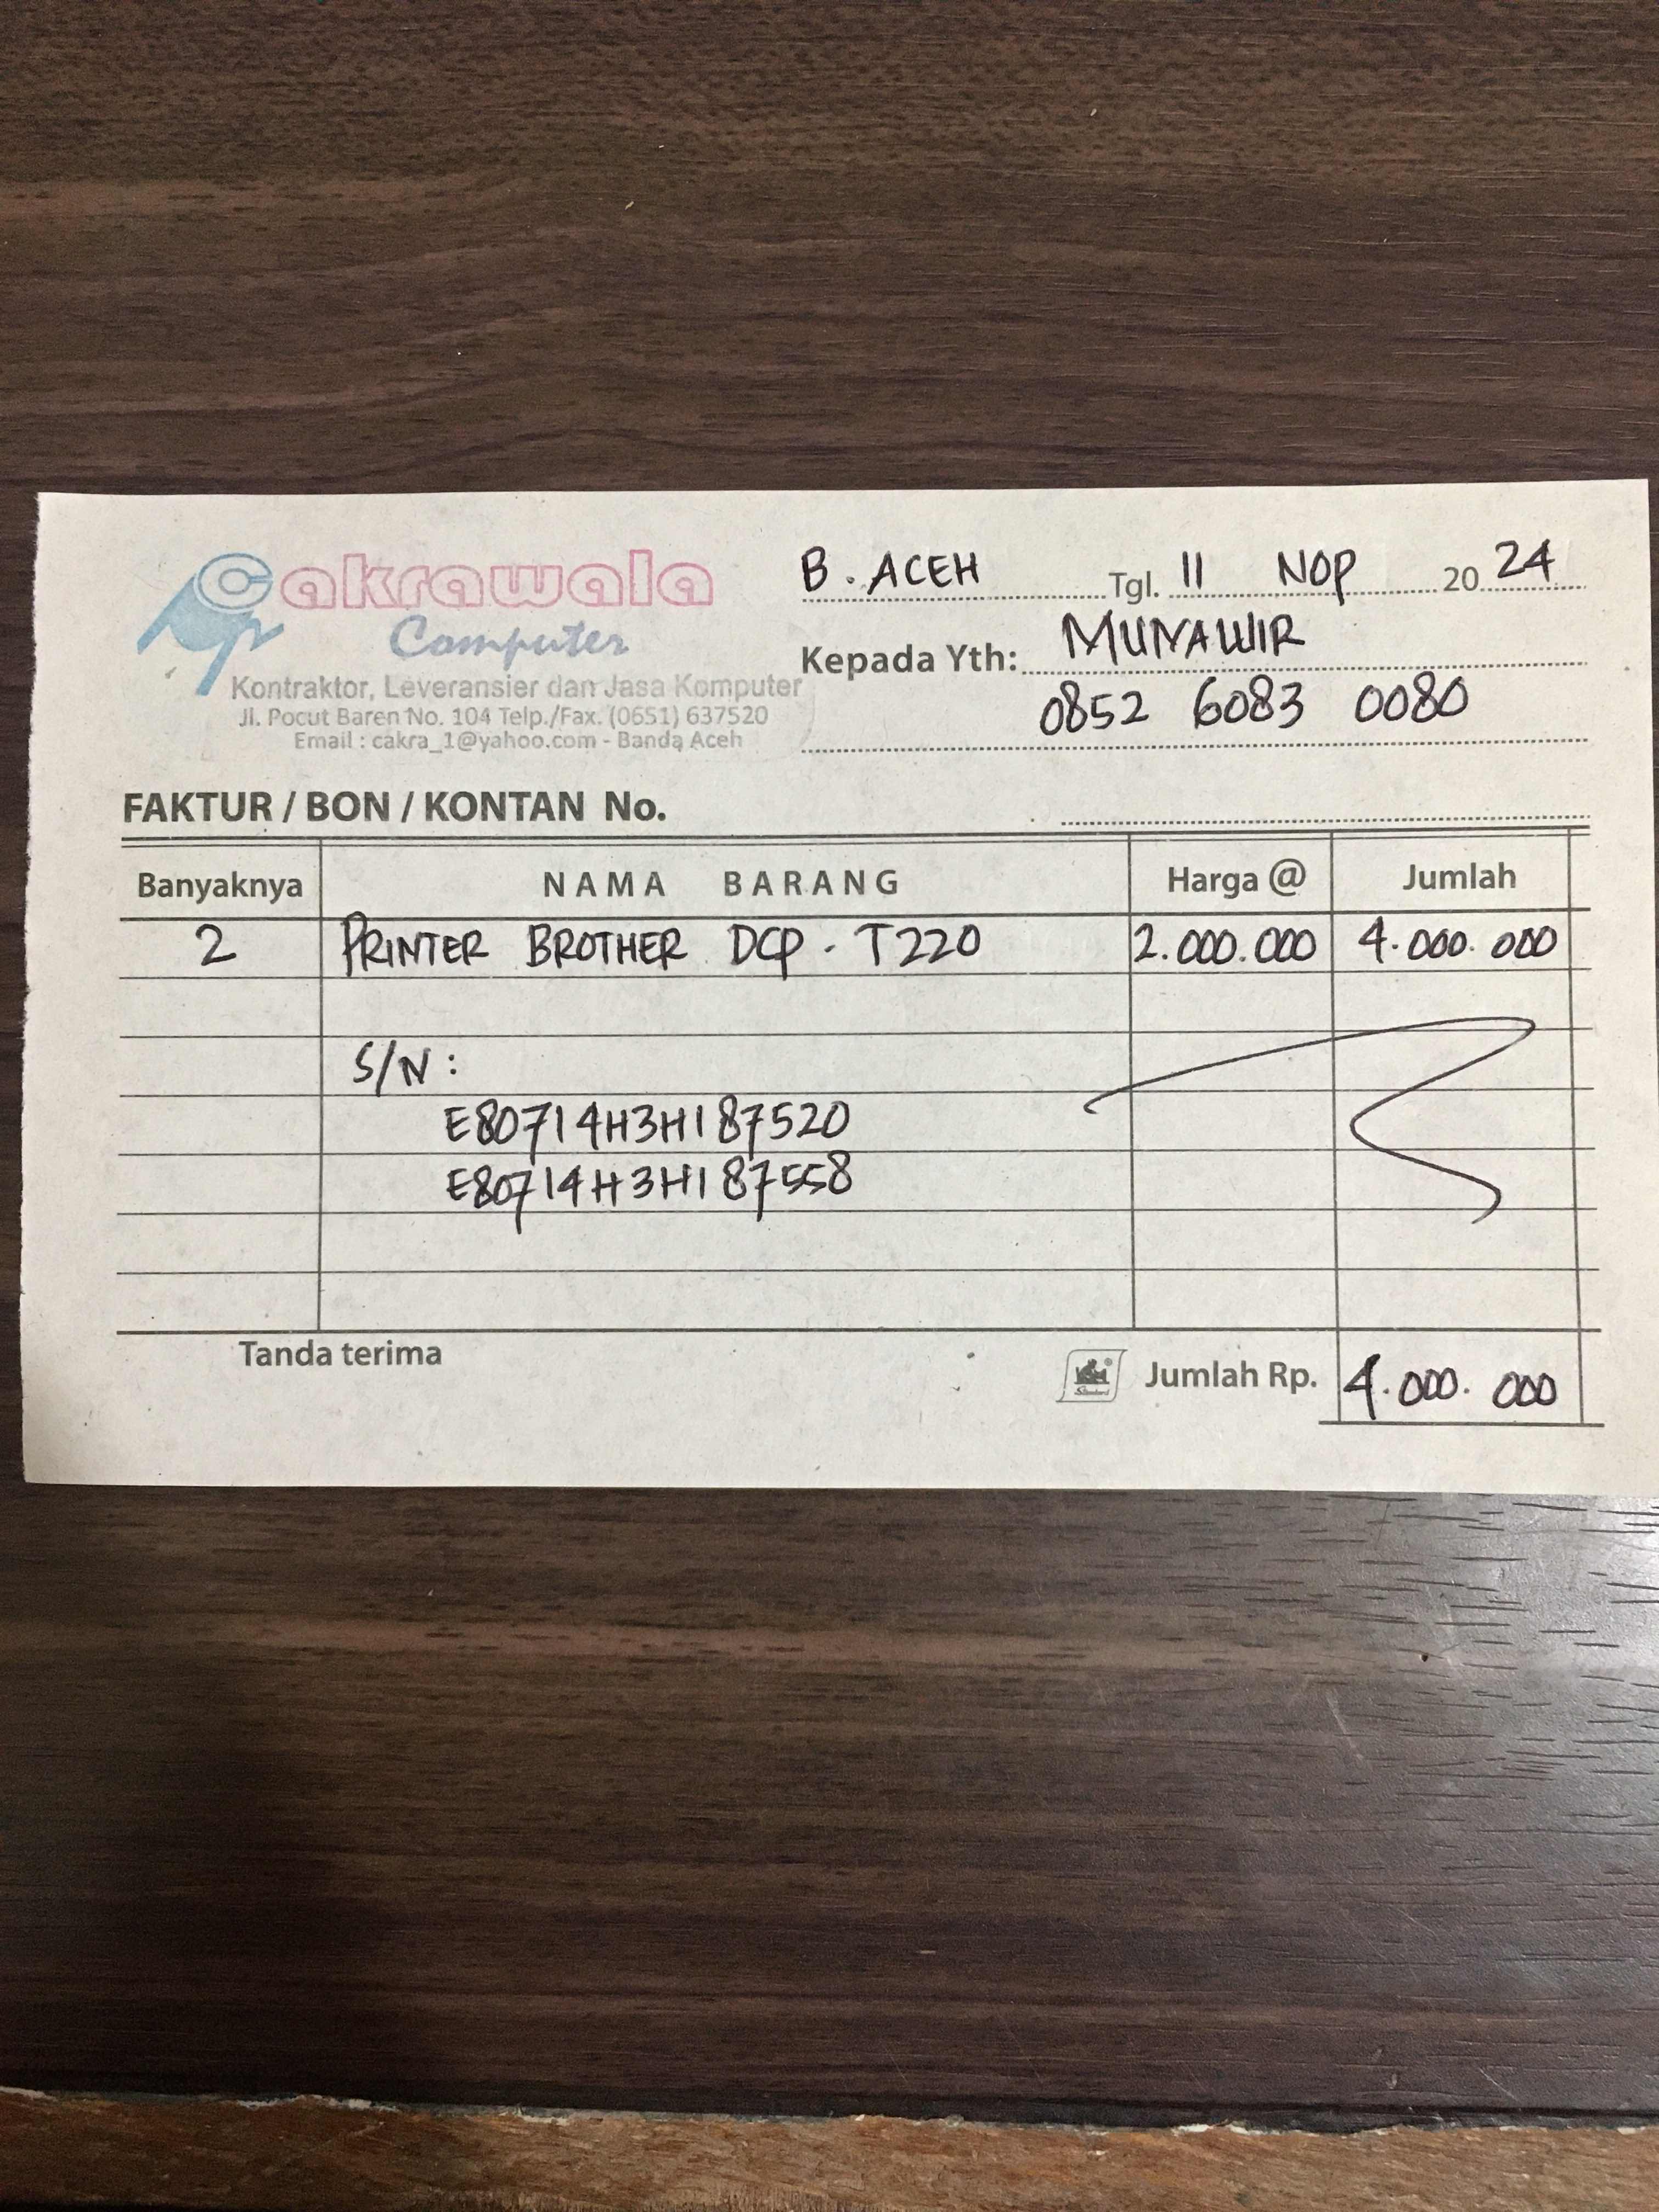 Cakrawala
Computer
Kontraktor, Leveransier dan Jasa Komputer
Jl. Pocut Baren No. 104 Telp./Fax. (0651) 637520
Email : cakra_1@yahoo.com - Banda Aceh
B. ACEH Tgl. 11 NOP 2024
Kepada Yth: MUNAWIR
0852 6083 0080
FAKTUR / BON / KONTAN No.
Banyaknya NAMA BARANG Harga @ Jumlah
2 PRINTER BROTHER DCP - T220 2.000.000 4.000.000
S/N :
E80714H3H187520
E80714H3H187558
Tanda terima Jumlah Rp. 4.000.000